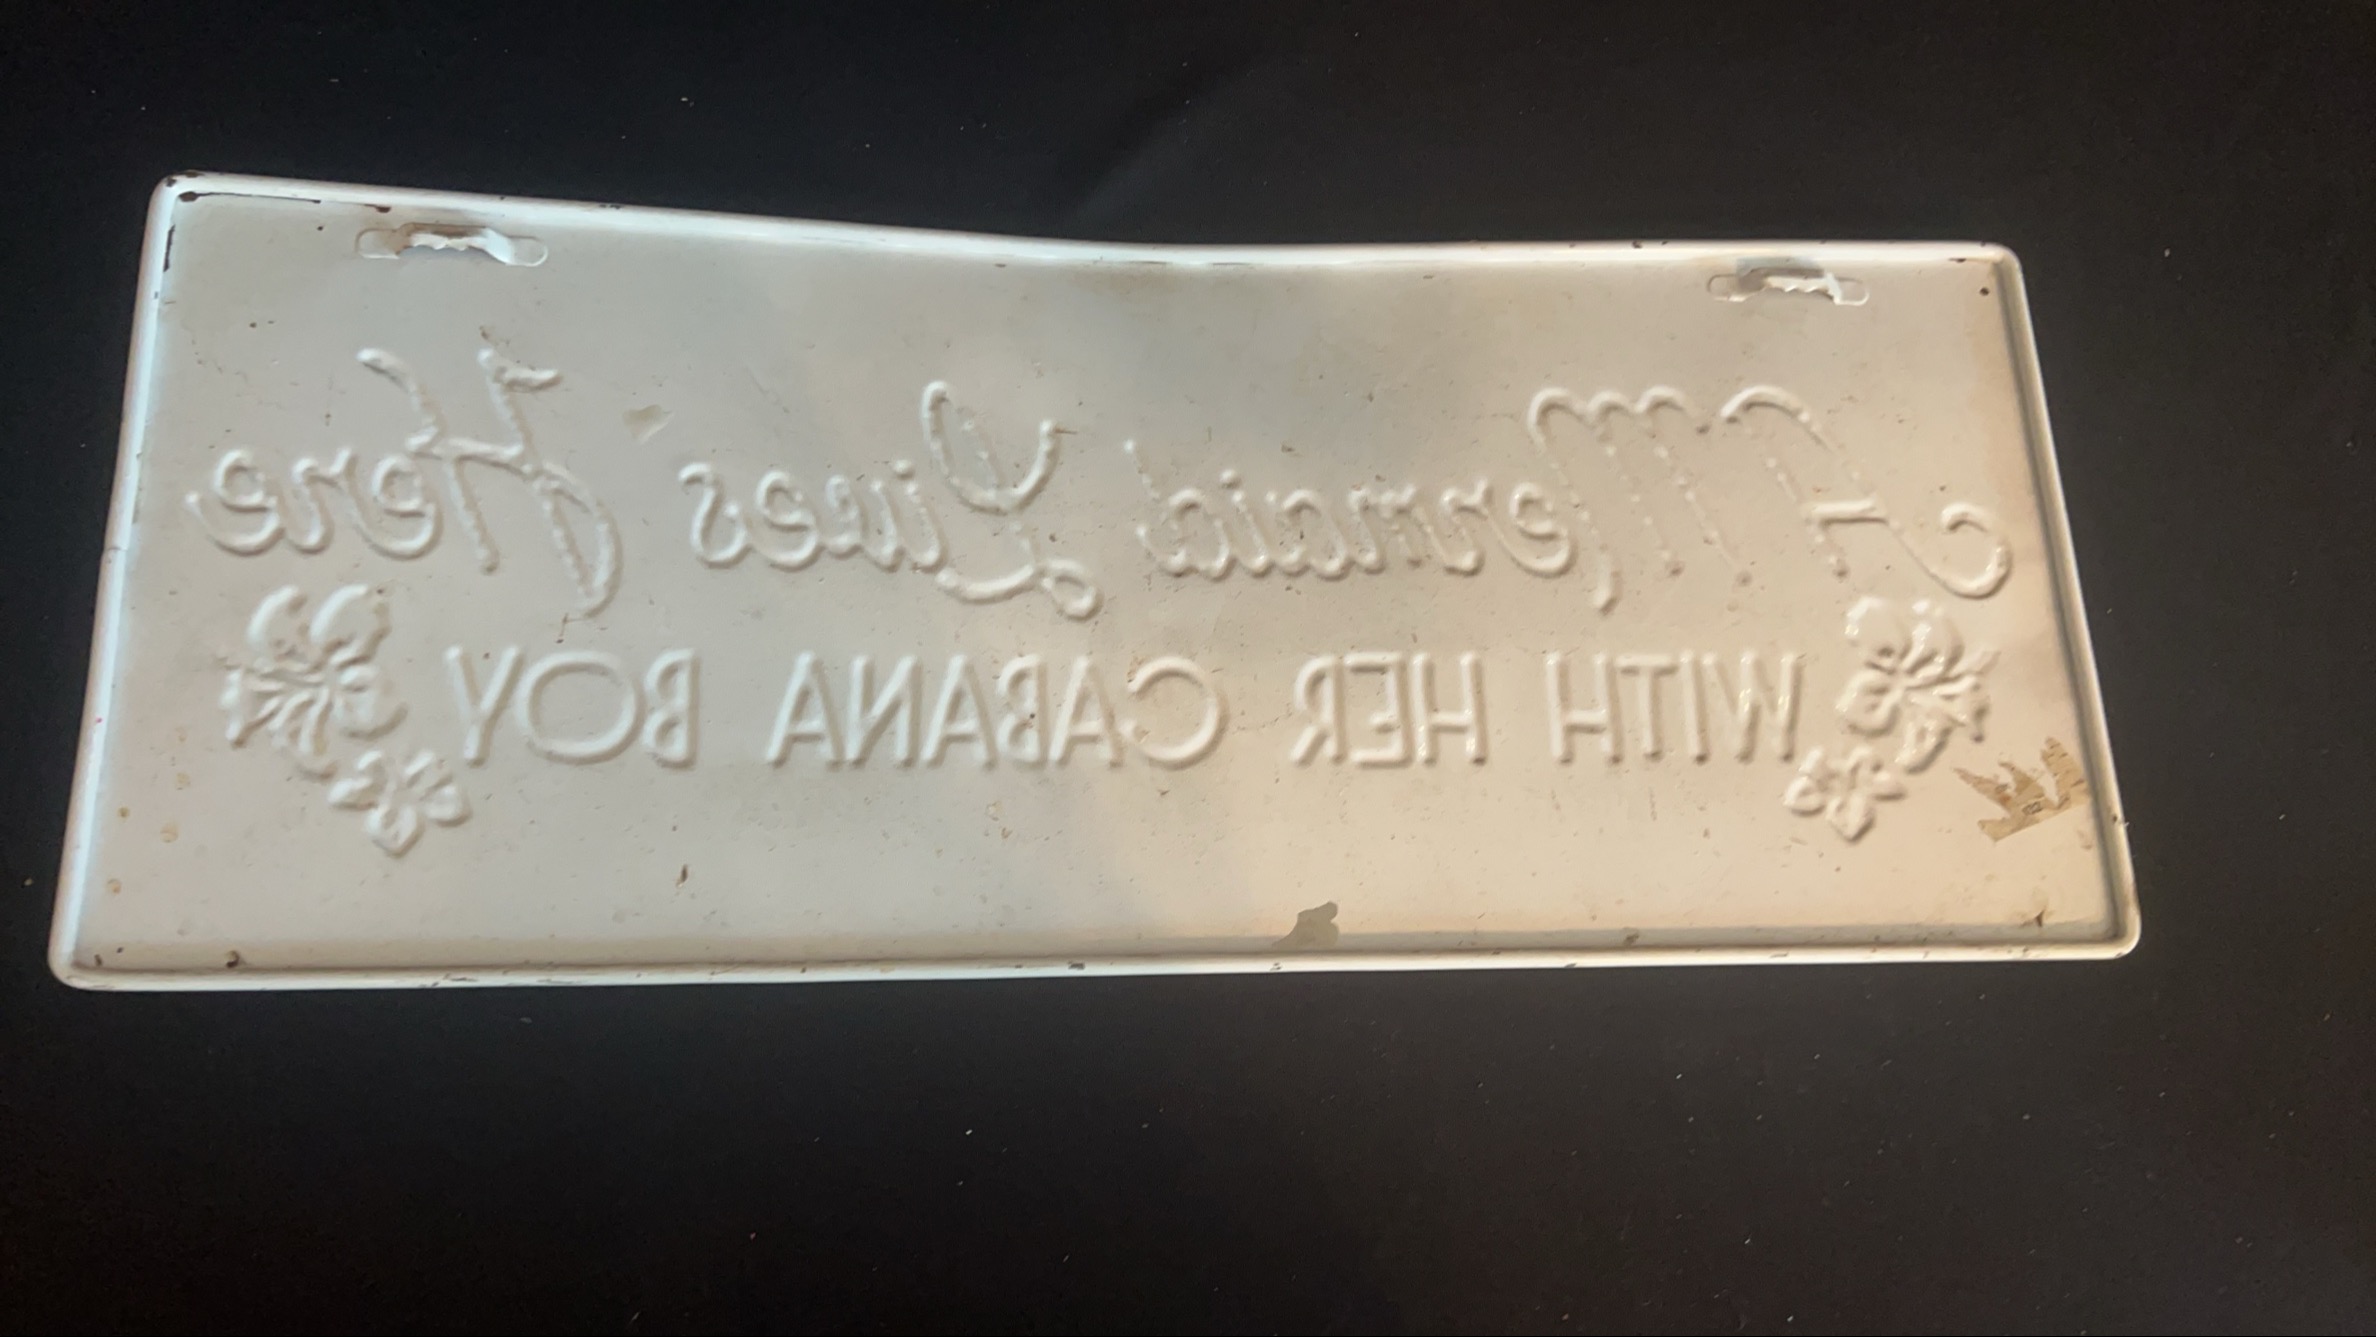 A Mermaid Lives Here
WITH HER CABANA BOY